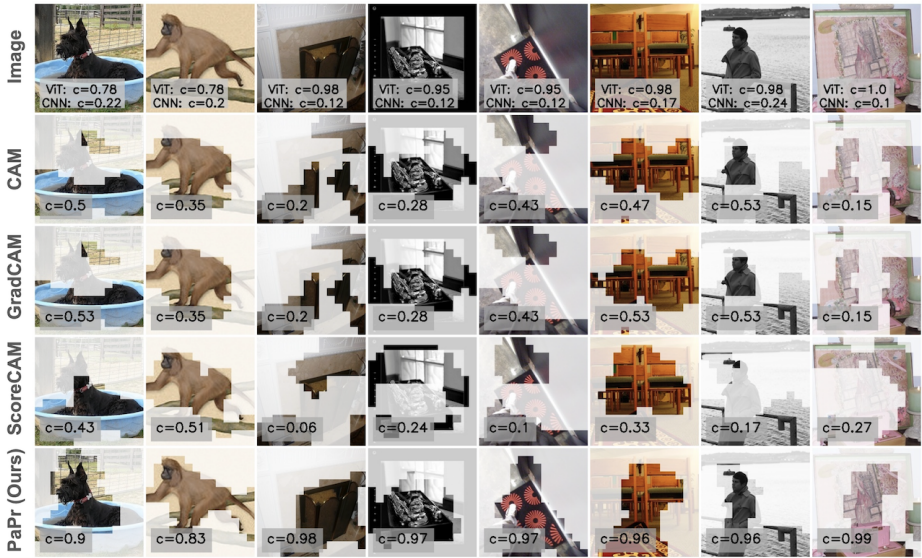 Image
ViT: c=0.78
CNN: c=0.22
ViT: c=0.78
CNN: c=0.2
ViT: c=0.98
CNN: c=0.12
ViT: c=0.95
CNN: c=0.12
ViT: c=0.95
CNN: c=0.12
ViT: c=0.98
CNN: c=0.17
ViT: c=0.98
CNN: c=0.24
ViT: c=1.0
CNN: c=0.1
CAM
c=0.5
c=0.35
c=0.2
c=0.28
c=0.43
c=0.47
c=0.53
c=0.15
GradCAM
c=0.53
c=0.35
c=0.2
c=0.28
c=0.43
c=0.53
c=0.53
c=0.15
ScoreCAM
c=0.43
c=0.51
c=0.06
c=0.24
c=0.1
c=0.33
c=0.17
c=0.27
PaPr (Ours)
c=0.9
c=0.83
c=0.98
c=0.97
c=0.97
c=0.96
c=0.96
c=0.99